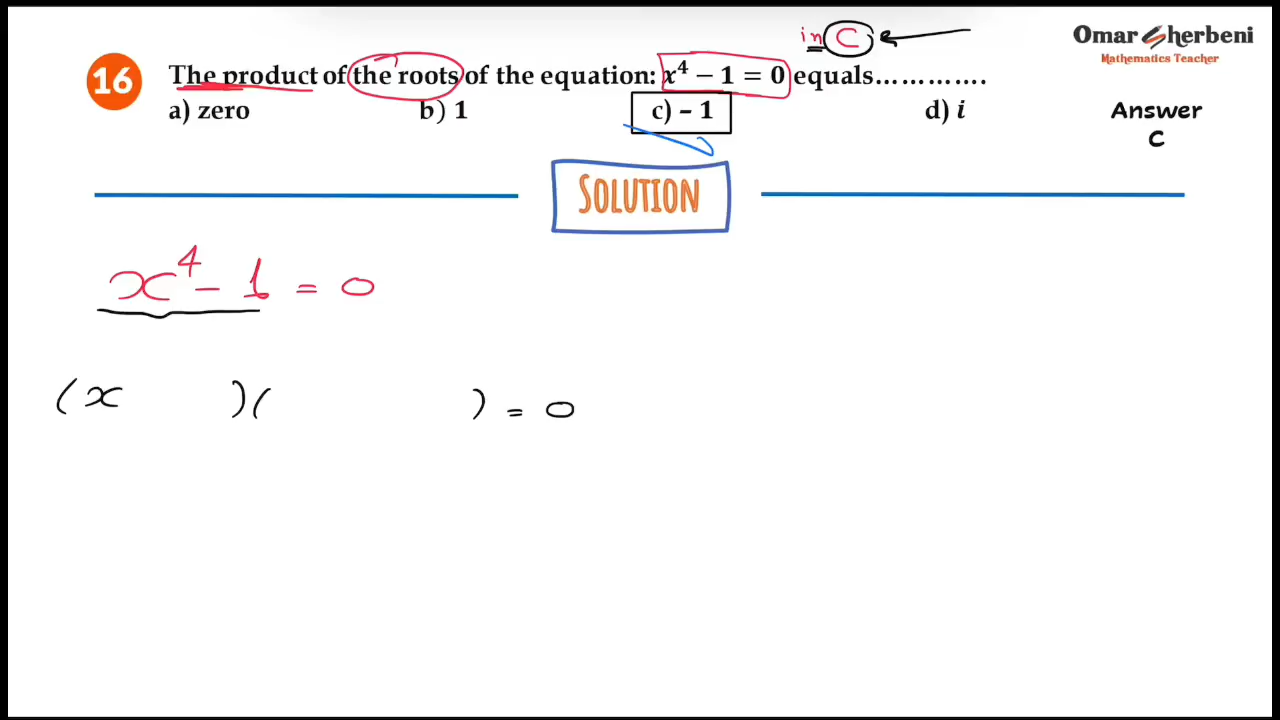 in C
Omar Sherbeni
Mathematics Teacher
16 The product of the roots of the equation: x⁴ − 1 = 0 equals.............
a) zero b) 1 c) – 1 d) i
Answer
C
SOLUTION
x⁴ - 1 = 0
(x )( ) = 0